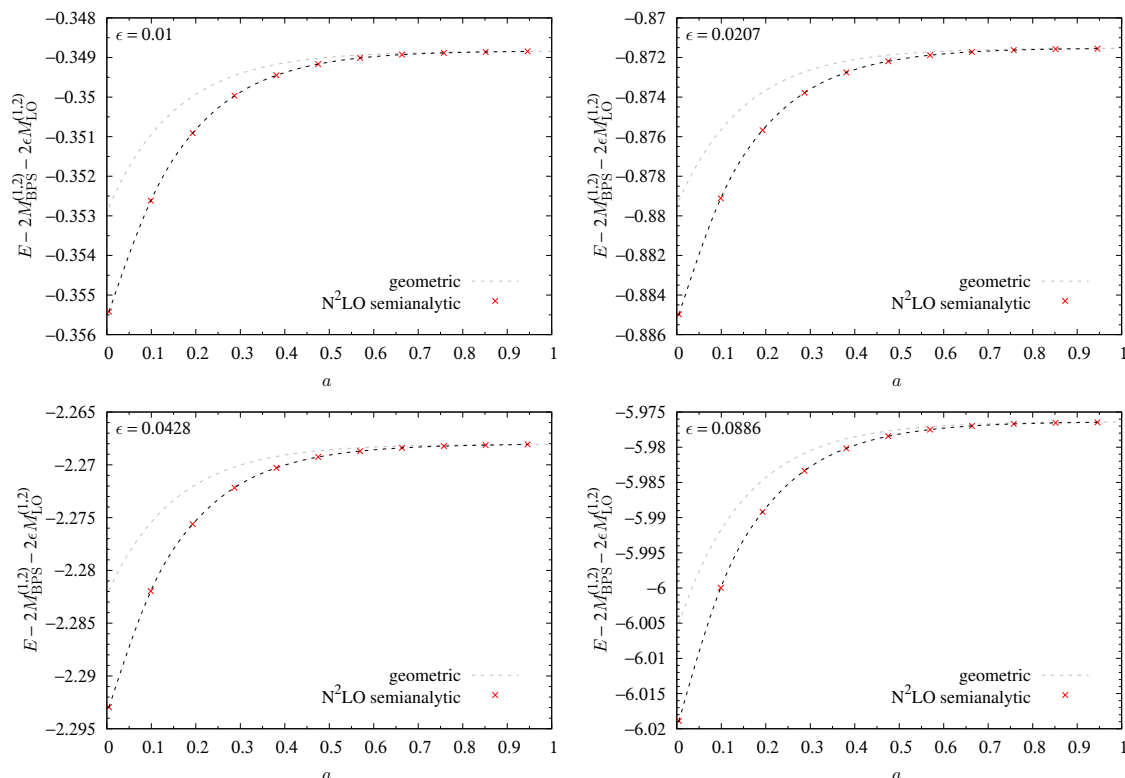 ϵ = 0.01
E − 2M_BPS^(1,2) − 2ϵM_LO^(1,2)
−0.348
−0.349
−0.35
−0.351
−0.352
−0.353
−0.354
−0.355
−0.356
geometric
N²LO semianalytic
0 0.1 0.2 0.3 0.4 0.5 0.6 0.7 0.8 0.9 1
a
ϵ = 0.0207
E − 2M_BPS^(1,2) − 2ϵM_LO^(1,2)
−0.87
−0.872
−0.874
−0.876
−0.878
−0.88
−0.882
−0.884
−0.886
geometric
N²LO semianalytic
0 0.1 0.2 0.3 0.4 0.5 0.6 0.7 0.8 0.9 1
a
ϵ = 0.0428
E − 2M_BPS^(1,2) − 2ϵM_LO^(1,2)
−2.265
−2.27
−2.275
−2.28
−2.285
−2.29
−2.295
geometric
N²LO semianalytic
0 0.1 0.2 0.3 0.4 0.5 0.6 0.7 0.8 0.9 1
a
ϵ = 0.0886
E − 2M_BPS^(1,2) − 2ϵM_LO^(1,2)
−5.975
−5.98
−5.985
−5.99
−5.995
−6
−6.005
−6.01
−6.015
−6.02
geometric
N²LO semianalytic
0 0.1 0.2 0.3 0.4 0.5 0.6 0.7 0.8 0.9 1
a